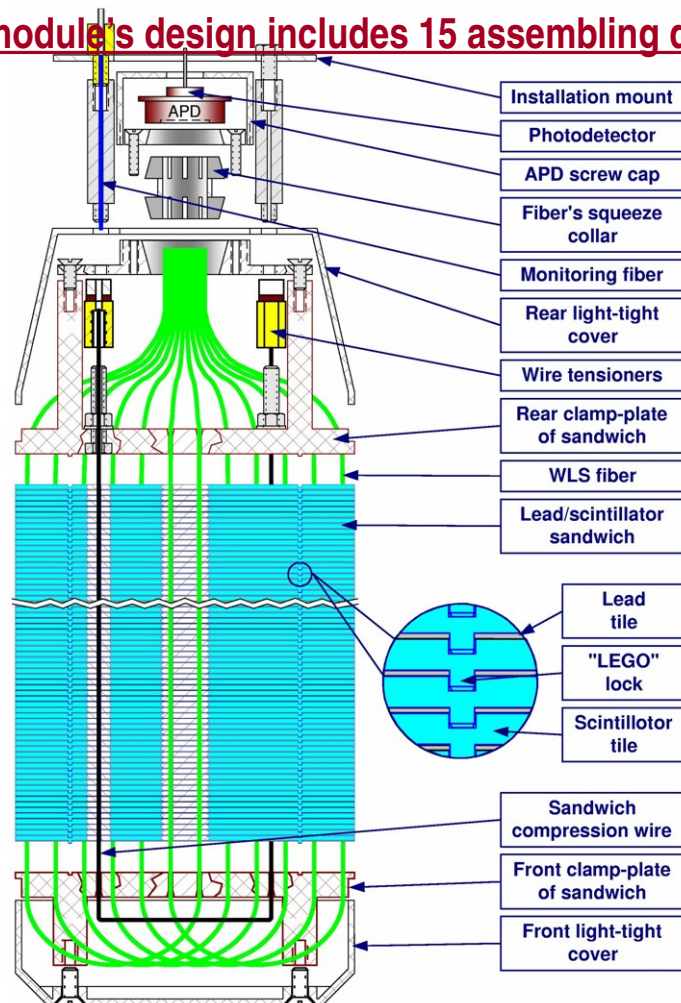 module's design includes 15 assembling
Installation mount
APD
Photodetector
APD screw cap
Fiber's squeeze
collar
Monitoring fiber
Rear light-tight
cover
Wire tensioners
Rear clamp-plate
of sandwich
WLS fiber
Lead/scintillator
sandwich
Lead
tile
"LEGO"
lock
Scintillotor
tile
Sandwich
compression wire
Front clamp-plate
of sandwich
Front light-tight
cover